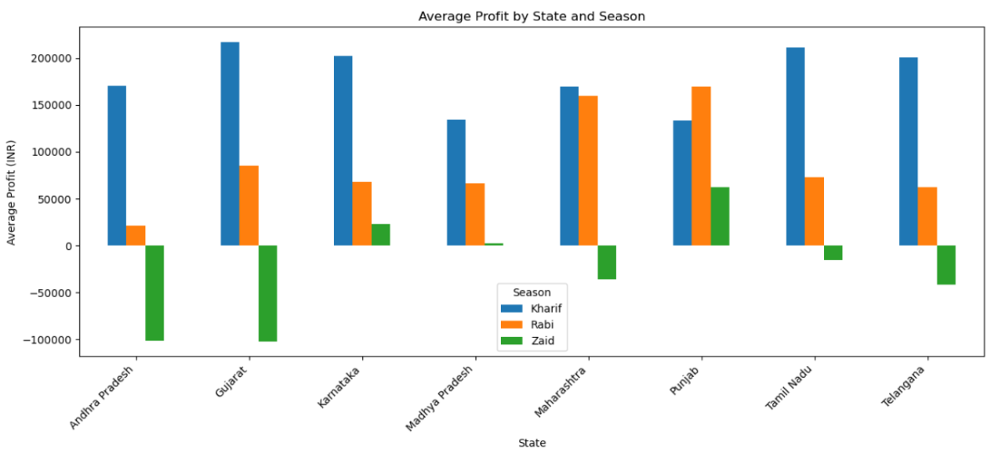 Average Profit by State and Season
Average Profit (INR)
200000
150000
100000
50000
0
−50000
−100000
Season
Kharif
Rabi
Zaid
Andhra Pradesh
Gujarat
Karnataka
Madhya Pradesh
Maharashtra
Punjab
Tamil Nadu
Telangana
State